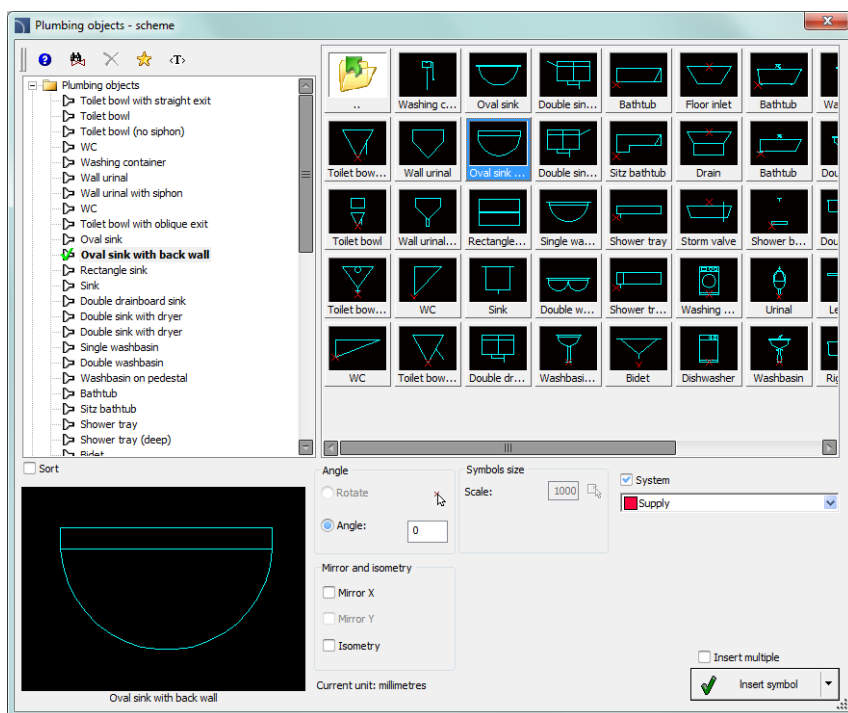 Plumbing objects - scheme
‹T›
Plumbing objects
Toilet bowl with straight exit
Toilet bowl
Toilet bowl (no siphon)
WC
Washing container
Wall urinal
Wall urinal with siphon
WC
Toilet bowl with oblique exit
Oval sink
Oval sink with back wall
Rectangle sink
Sink
Double drainboard sink
Double sink with dryer
Double sink with dryer
Single washbasin
Double washbasin
Washbasin on pedestal
Bathtub
Sitz bathtub
Shower tray
Shower tray (deep)
Bidet
.. Washing c... Oval sink Double sin... Bathtub Floor inlet Bathtub Wa
Toilet bow... Wall urinal Oval sink ... Double sin... Sitz bathtub Drain Bathtub Dou
Toilet bowl Wall urinal... Rectangle... Single wa... Shower tray Storm valve Shower b... Dou
Toilet bow... WC Sink Double w... Shower tr... Washing ... Urinal Le
WC Toilet bow... Double dr... Washbasi... Bidet Dishwasher Washbasin Rig
Sort
Oval sink with back wall
Angle
Rotate
Angle: 0
Symbols size
Scale: 1000
System
Supply
Mirror and isometry
Mirror X
Mirror Y
Isometry
Current unit: millimetres
Insert multiple
Insert symbol